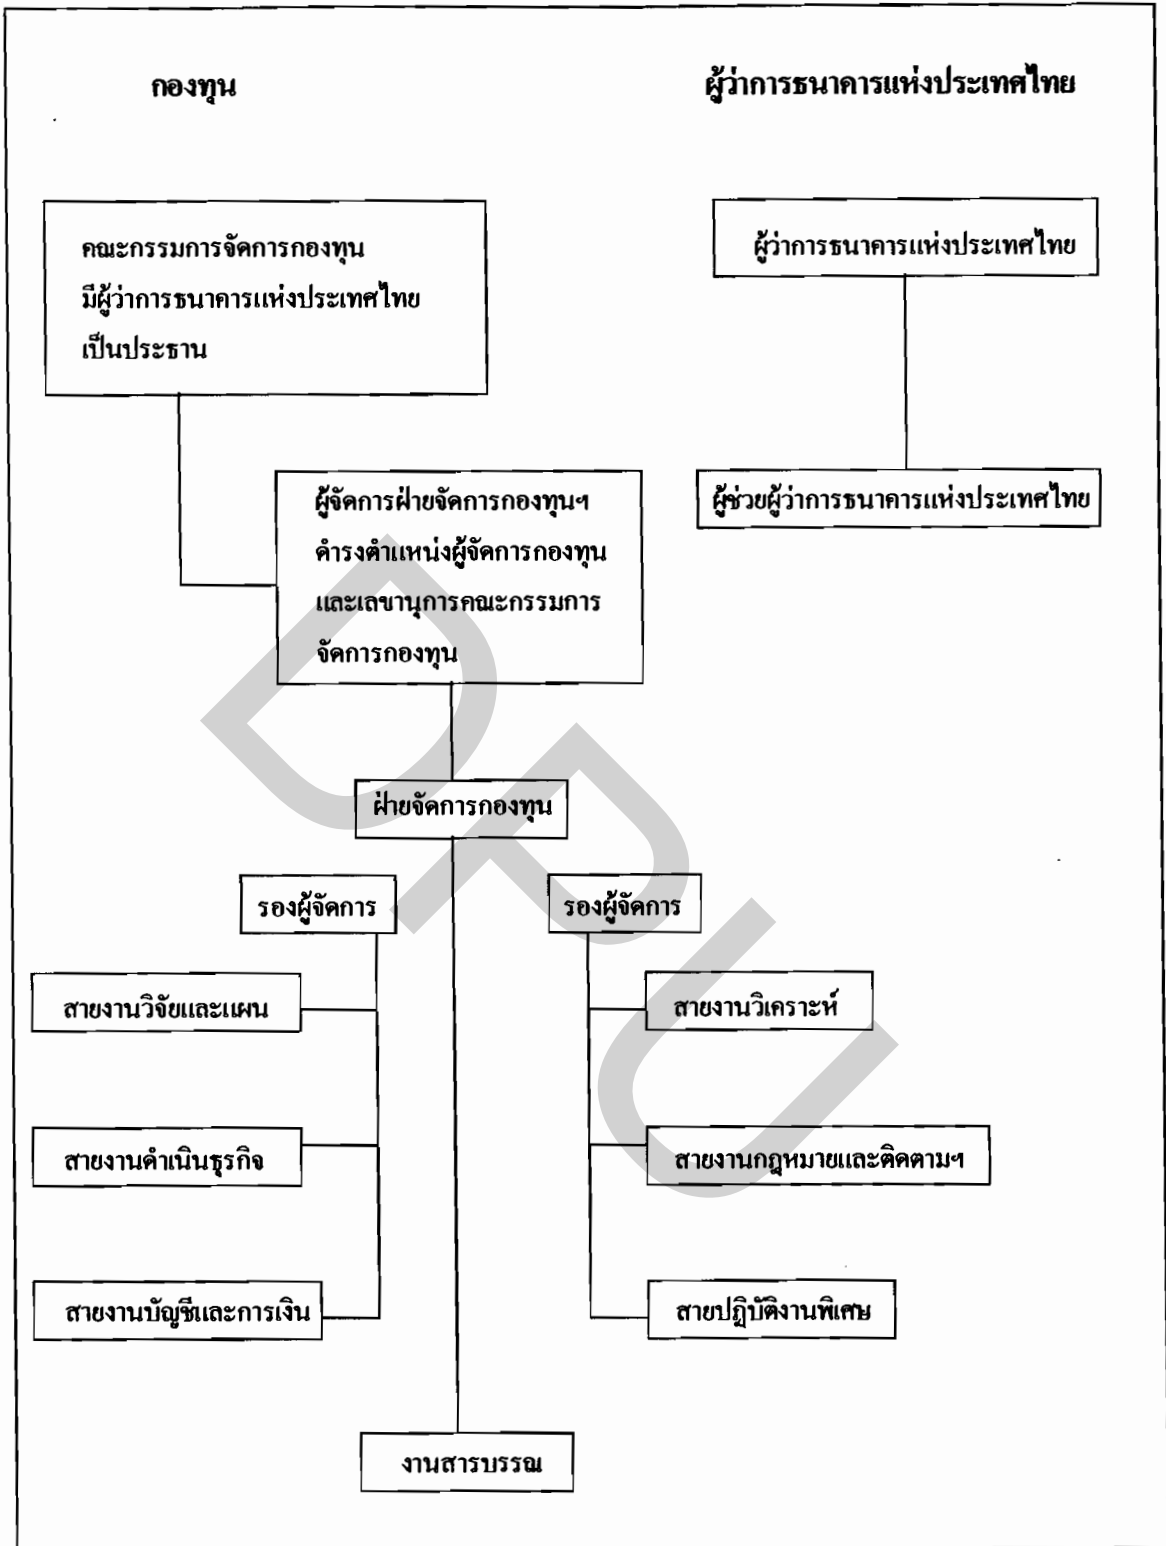 กองทุน
ผู้ว่าการธนาคารแห่งประเทศไทย
คณะกรรมการจัดการกองทุน
มีผู้ว่าการธนาคารแห่งประเทศไทย
เป็นประธาน
ผู้ว่าการธนาคารแห่งประเทศไทย
ผู้จัดการฝ่ายจัดการกองทุนฯ
ดำรงตำแหน่งผู้จัดการกองทุน
และเลขานุการคณะกรรมการ
จัดการกองทุน
ผู้ช่วยผู้ว่าการธนาคารแห่งประเทศไทย
ฝ่ายจัดการกองทุน
รองผู้จัดการ
รองผู้จัดการ
สายงานวิจัยและแผน
สายงานวิเคราะห์
สายงานดำเนินธุรกิจ
สายงานกฎหมายและติดตามฯ
สายงานบัญชีและการเงิน
สายปฏิบัติงานพิเศษ
งานสารบรรณ
DPU